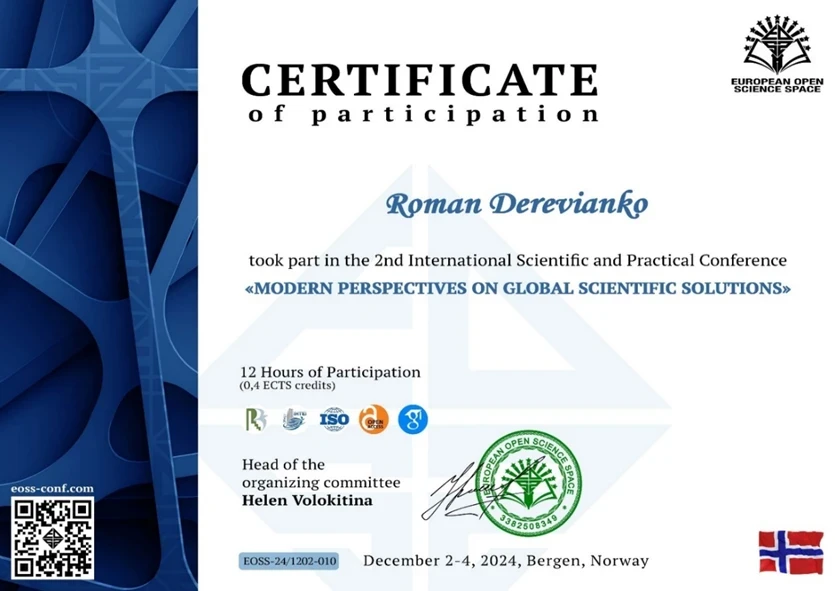 CERTIFICATE
of participation
EUROPEAN OPEN
SCIENCE SPACE
Roman Derevianko
took part in the 2nd International Scientific and Practical Conference
«MODERN PERSPECTIVES ON GLOBAL SCIENTIFIC SOLUTIONS»
12 Hours of Participation
(0,4 ECTS credits)
ISO
OPEN
ACCESS
Head of the
organizing committee
Helen Volokitina
EUROPEAN OPEN SCIENCE SPACE
3382508349
eoss-conf.com
EOSS-24/1202-010
December 2-4, 2024, Bergen, Norway